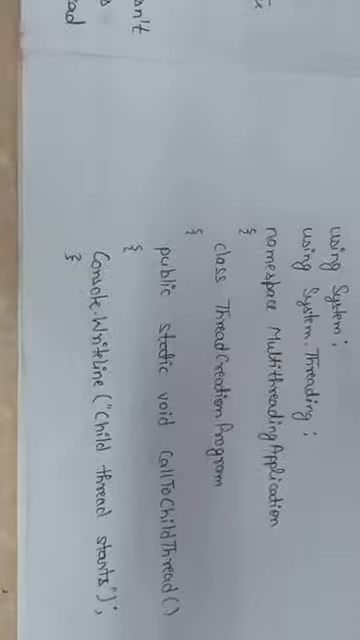 using System;
using System.Threading;
namespace MultithreadingApplication
{
class ThreadCreationProgram
{
public static void CallToChildThread()
{
Console.Writeline("Child thread starts");
}